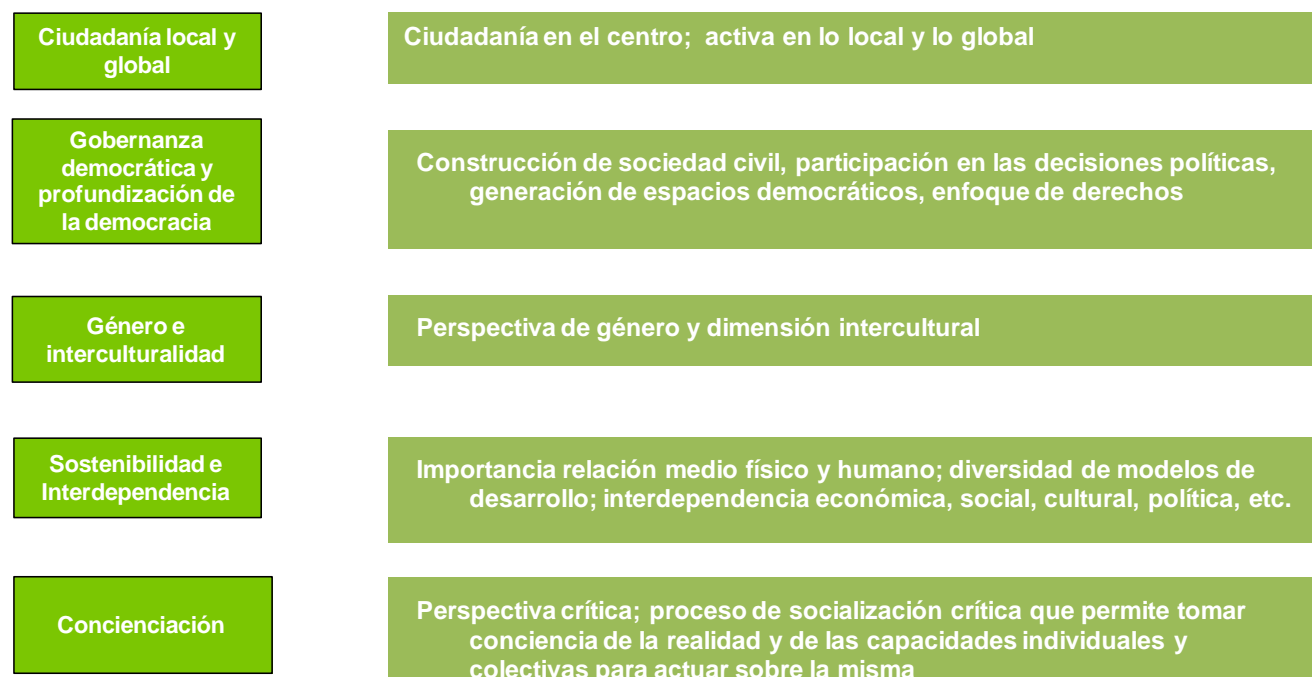 Ciudadanía local y
global
Ciudadanía en el centro; activa en lo local y lo global
Gobernanza
democrática y
profundización de
la democracia
Construcción de sociedad civil, participación en las decisiones políticas,
generación de espacios democráticos, enfoque de derechos
Género e
interculturalidad
Perspectiva de género y dimensión intercultural
Sostenibilidad e
Interdependencia
Importancia relación medio físico y humano; diversidad de modelos de
desarrollo; interdependencia económica, social, cultural, política, etc.
Concienciación
Perspectiva crítica; proceso de socialización crítica que permite tomar
conciencia de la realidad y de las capacidades individuales y
colectivas para actuar sobre la misma